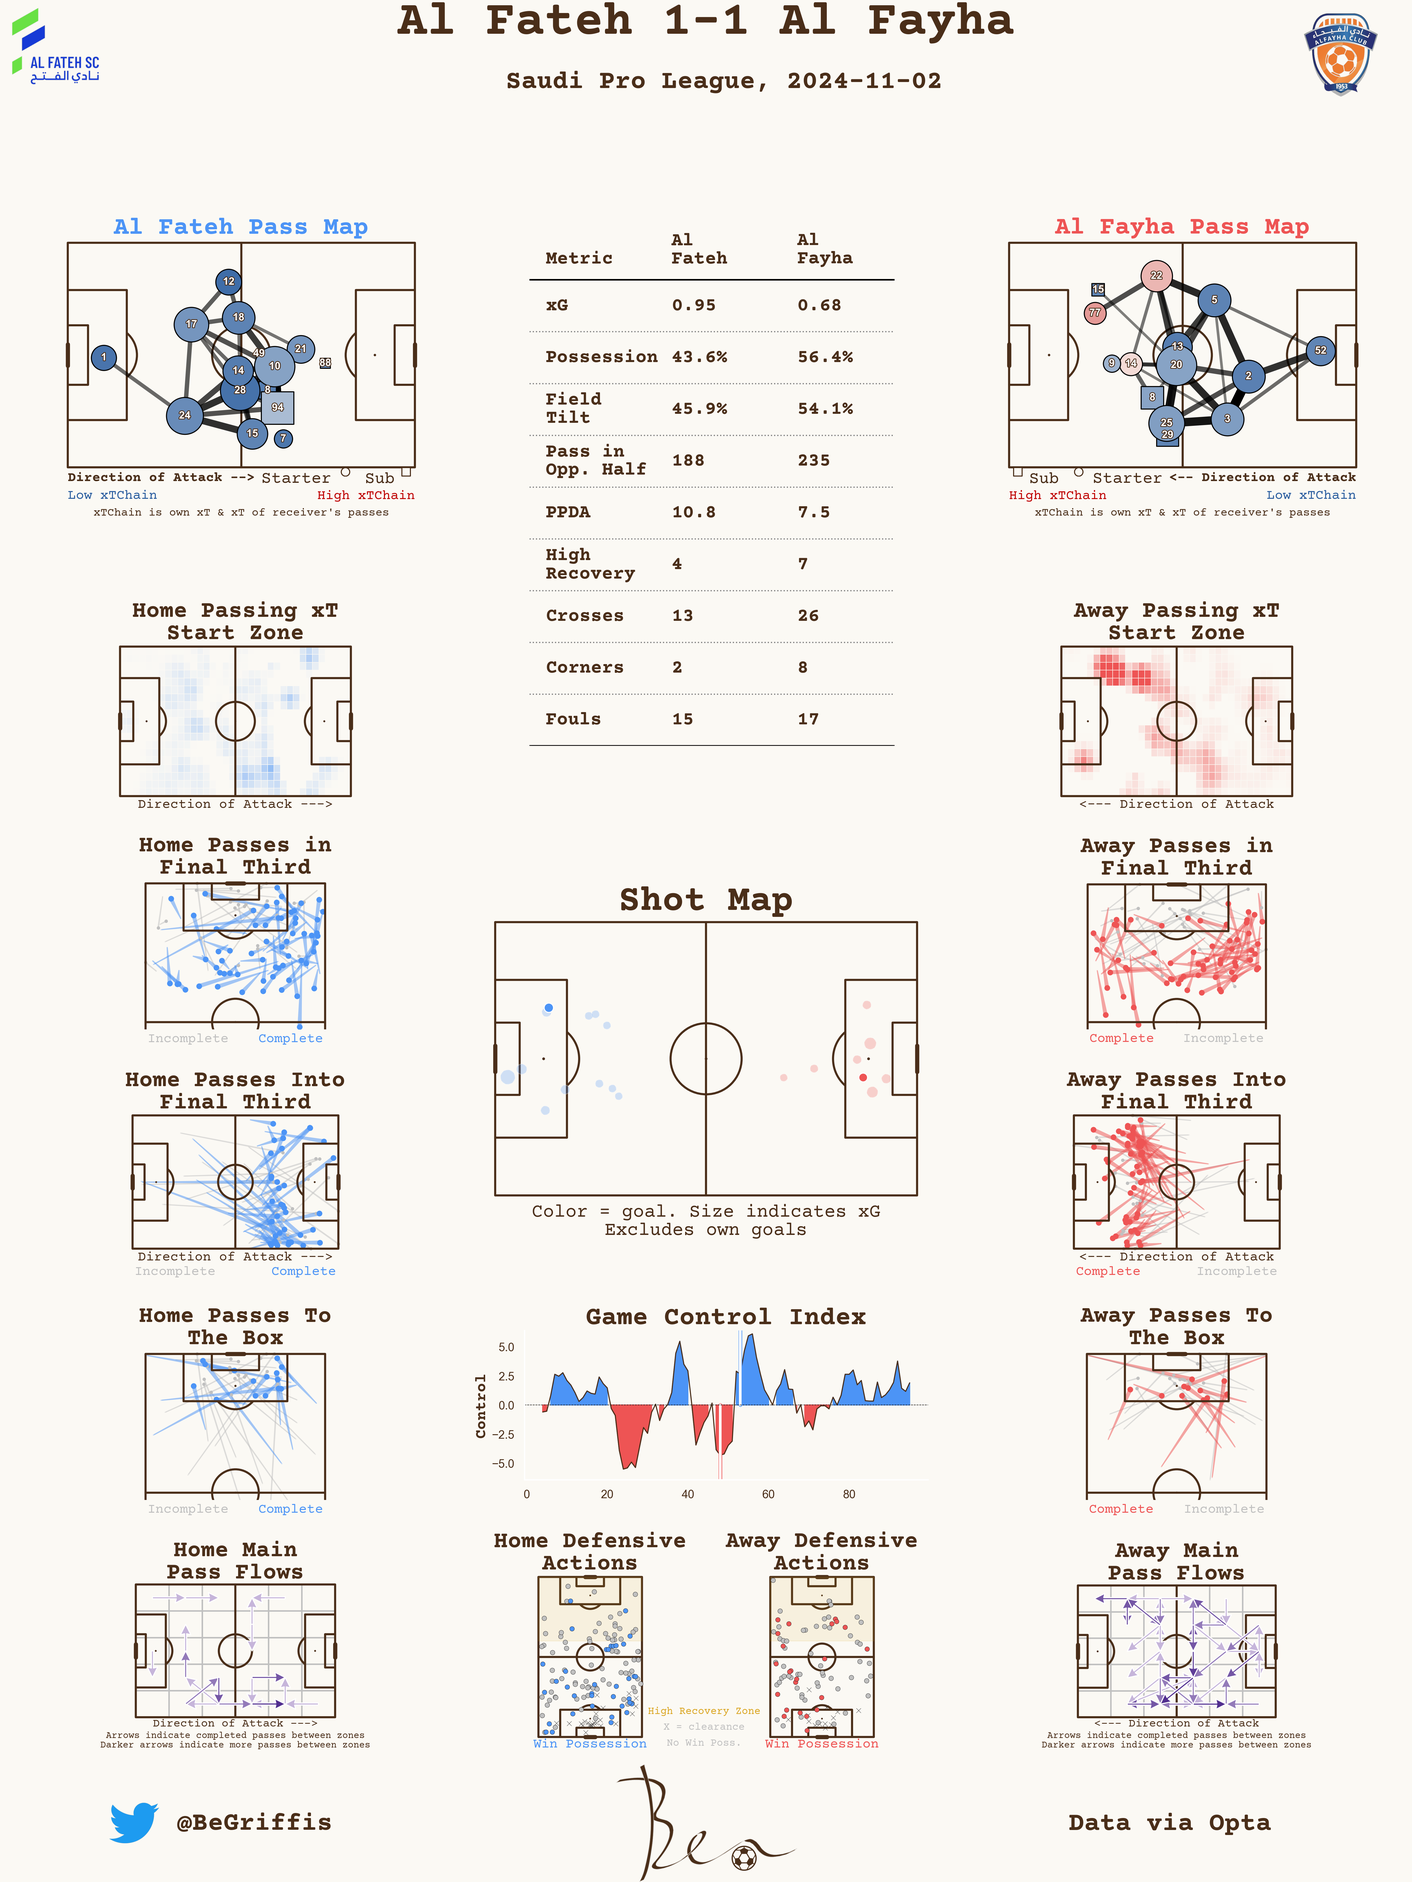 Al Fateh 1-1 Al Fayha
Saudi Pro League, 2024-11-02
AL FATEH SC
نادي الفتح
نادي الفيحاء
ALFAYHA CLUB
1953
Al Fateh Pass Map
12
17
18
1
49
21
88
14
10
28
8
94
24
15
7
Direction of Attack --> Starter Sub
Low xTChain High xTChain
xTChain is own xT & xT of receiver's passes
Metric Al Fateh Al Fayha
xG 0.95 0.68
Possession 43.6% 56.4%
Field Tilt 45.9% 54.1%
Pass in Opp. Half 188 235
PPDA 10.8 7.5
High Recovery 4 7
Crosses 13 26
Corners 2 8
Fouls 15 17
Al Fayha Pass Map
22
15
5
77
13
52
9
14
20
2
8
25
3
29
Sub Starter <-- Direction of Attack
High xTChain Low xTChain
xTChain is own xT & xT of receiver's passes
Home Passing xT
Start Zone
Direction of Attack --->
Away Passing xT
Start Zone
<--- Direction of Attack
Home Passes in
Final Third
Incomplete Complete
Away Passes in
Final Third
Complete Incomplete
Shot Map
Color = goal. Size indicates xG
Excludes own goals
Home Passes Into
Final Third
Direction of Attack --->
Incomplete Complete
Away Passes Into
Final Third
<--- Direction of Attack
Complete Incomplete
Home Passes To
The Box
Incomplete Complete
Game Control Index
Control
5.0
2.5
0.0
−2.5
−5.0
0 20 40 60 80
Away Passes To
The Box
Complete Incomplete
Home Main
Pass Flows
Direction of Attack --->
Arrows indicate completed passes between zones
Darker arrows indicate more passes between zones
Home Defensive
Actions
Win Possession
High Recovery Zone
X = clearance
No Win Poss.
Away Defensive
Actions
Win Possession
Away Main
Pass Flows
<--- Direction of Attack
Arrows indicate completed passes between zones
Darker arrows indicate more passes between zones
@BeGriffis
Ben
Data via Opta